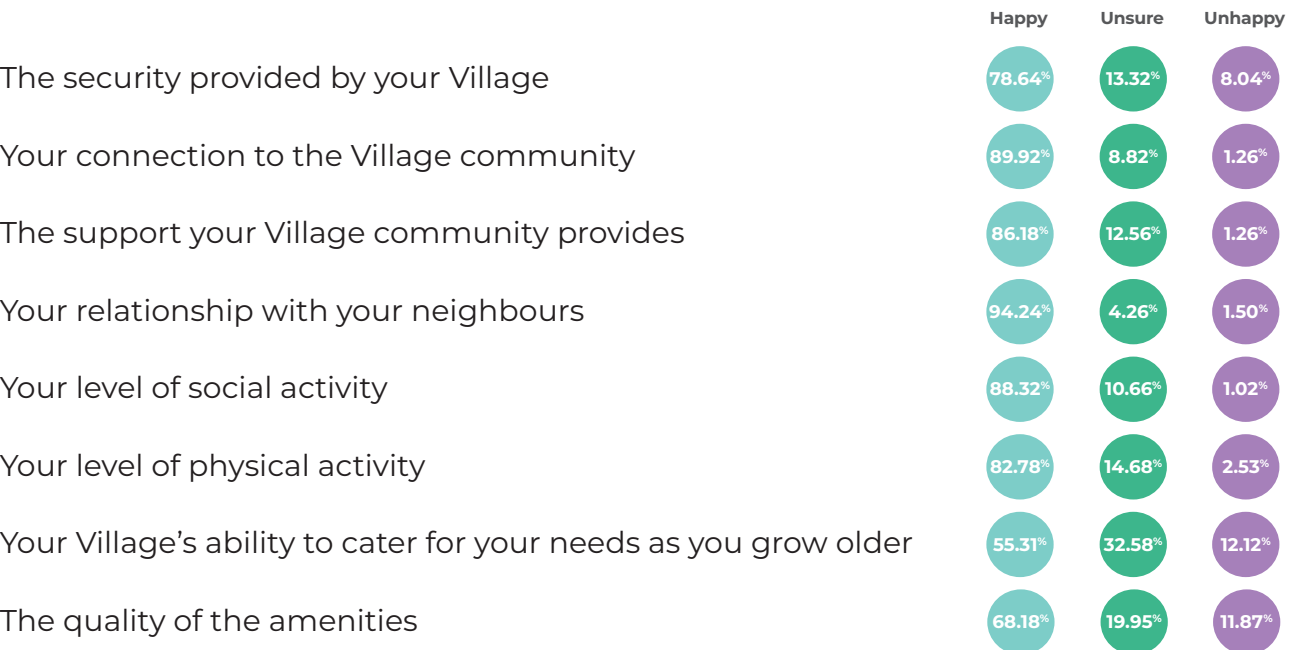 Happy Unsure Unhappy
The security provided by your Village 78.64% 13.32% 8.04%
Your connection to the Village community 89.92% 8.82% 1.26%
The support your Village community provides 86.18% 12.56% 1.26%
Your relationship with your neighbours 94.24% 4.26% 1.50%
Your level of social activity 88.32% 10.66% 1.02%
Your level of physical activity 82.78% 14.68% 2.53%
Your Village’s ability to cater for your needs as you grow older 55.31% 32.58% 12.12%
The quality of the amenities 68.18% 19.95% 11.87%